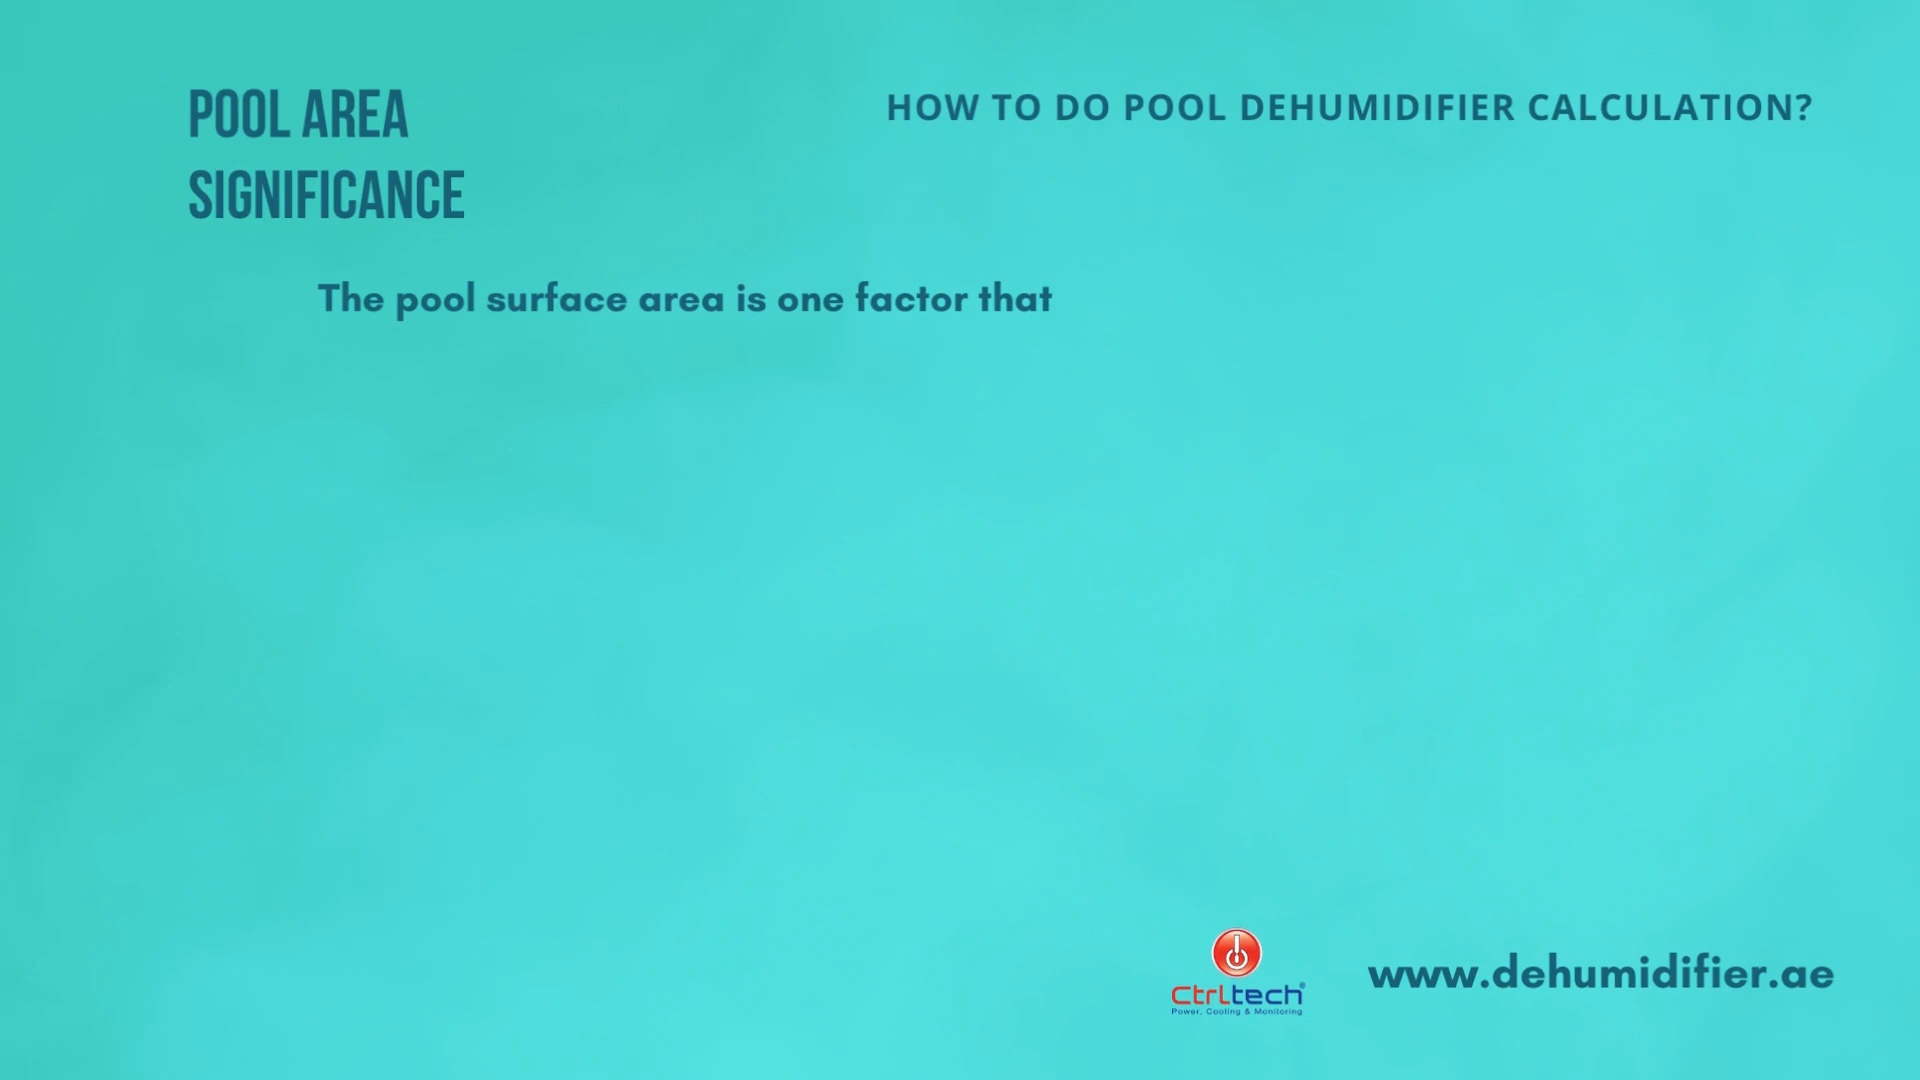 POOL AREA
SIGNIFICANCE
HOW TO DO POOL DEHUMIDIFIER CALCULATION?
The pool surface area is one factor that
Ctrltech®
Power, Cooling & Monitoring
www.dehumidifier.ae